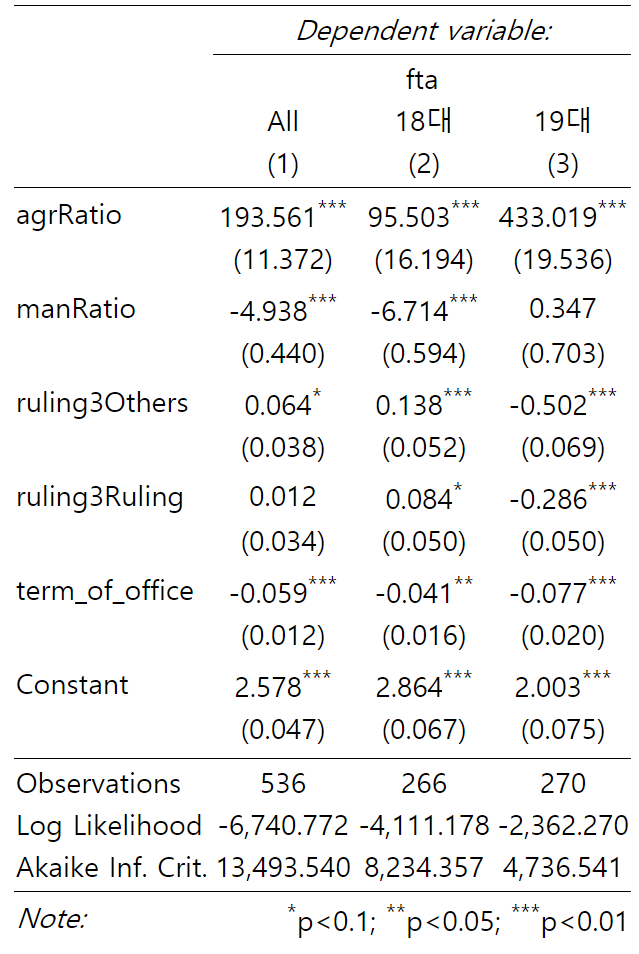 Dependent variable:
fta
All 18대 19대
(1) (2) (3)
agrRatio 193.561*** 95.503*** 433.019***
(11.372) (16.194) (19.536)
manRatio -4.938*** -6.714*** 0.347
(0.440) (0.594) (0.703)
ruling3Others 0.064* 0.138*** -0.502***
(0.038) (0.052) (0.069)
ruling3Ruling 0.012 0.084* -0.286***
(0.034) (0.050) (0.050)
term_of_office -0.059*** -0.041** -0.077***
(0.012) (0.016) (0.020)
Constant 2.578*** 2.864*** 2.003***
(0.047) (0.067) (0.075)
Observations 536 266 270
Log Likelihood -6,740.772 -4,111.178 -2,362.270
Akaike Inf. Crit. 13,493.540 8,234.357 4,736.541
Note: *p<0.1; **p<0.05; ***p<0.01